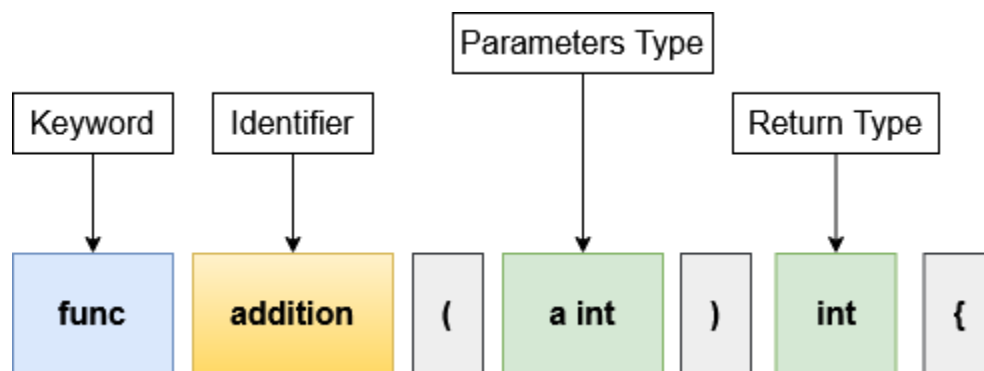 Parameters Type
Keyword Identifier Return Type
func addition ( a int ) int {